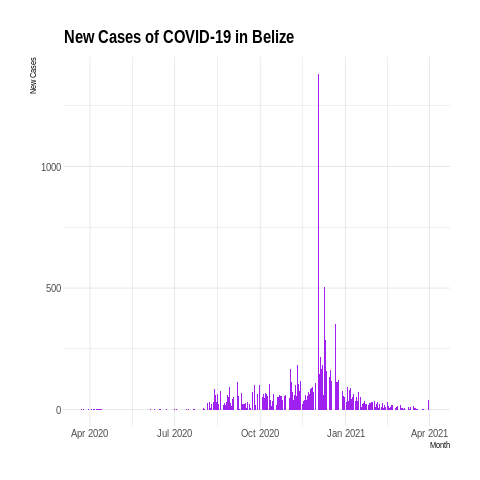 New Cases of COVID-19 in Belize
New Cases
1000
500
0
Apr 2020 Jul 2020 Oct 2020 Jan 2021 Apr 2021
Month